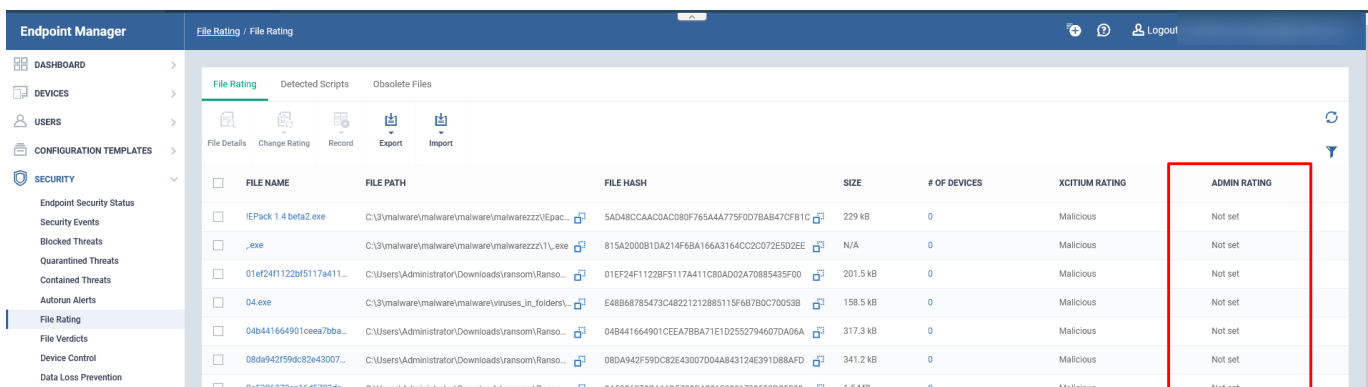 Endpoint Manager
File Rating / File Rating
Logout
DASHBOARD
DEVICES
USERS
CONFIGURATION TEMPLATES
SECURITY
Endpoint Security Status
Security Events
Blocked Threats
Quarantined Threats
Contained Threats
Autorun Alerts
File Rating
File Verdicts
Device Control
Data Loss Prevention
File Rating Detected Scripts Obsolete Files
File Details Change Rating Record Export Import
FILE NAME FILE PATH FILE HASH SIZE # OF DEVICES XCITIUM RATING ADMIN RATING
!EPack 1.4 beta2.exe C:\3\malware\malware\malware\malwarezzz\!Epac... 5AD48CCAAC0AC080F765A4A775F0D7BAB47CFB1C 229 kB 0 Malicious Not set
,.exe C:\3\malware\malware\malware\malwarezzz\1\,.exe 815A2000B1DA214F6BA166A3164CC2C072E5D2EE N/A 0 Malicious Not set
01ef24f1122bf5117a411... C:\Users\Administrator\Downloads\ransom\Ranso... 01EF24F1122BF5117A411C80AD02A70885435F00 201.5 kB 0 Malicious Not set
04.exe C:\3\malware\malware\malware\viruses_in_folders\... E48B68785473C48221212885115F6B7B0C70053B 158.5 kB 0 Malicious Not set
04b441664901ceea7bba... C:\Users\Administrator\Downloads\ransom\Ranso... 04B441664901CEEA7BBA71E1D2552794607DA06A 317.3 kB 0 Malicious Not set
08da942f59dc82e43007... C:\Users\Administrator\Downloads\ransom\Ranso... 08DA942F59DC82E43007D04A843124E391D88AFD 341.2 kB 0 Malicious Not set